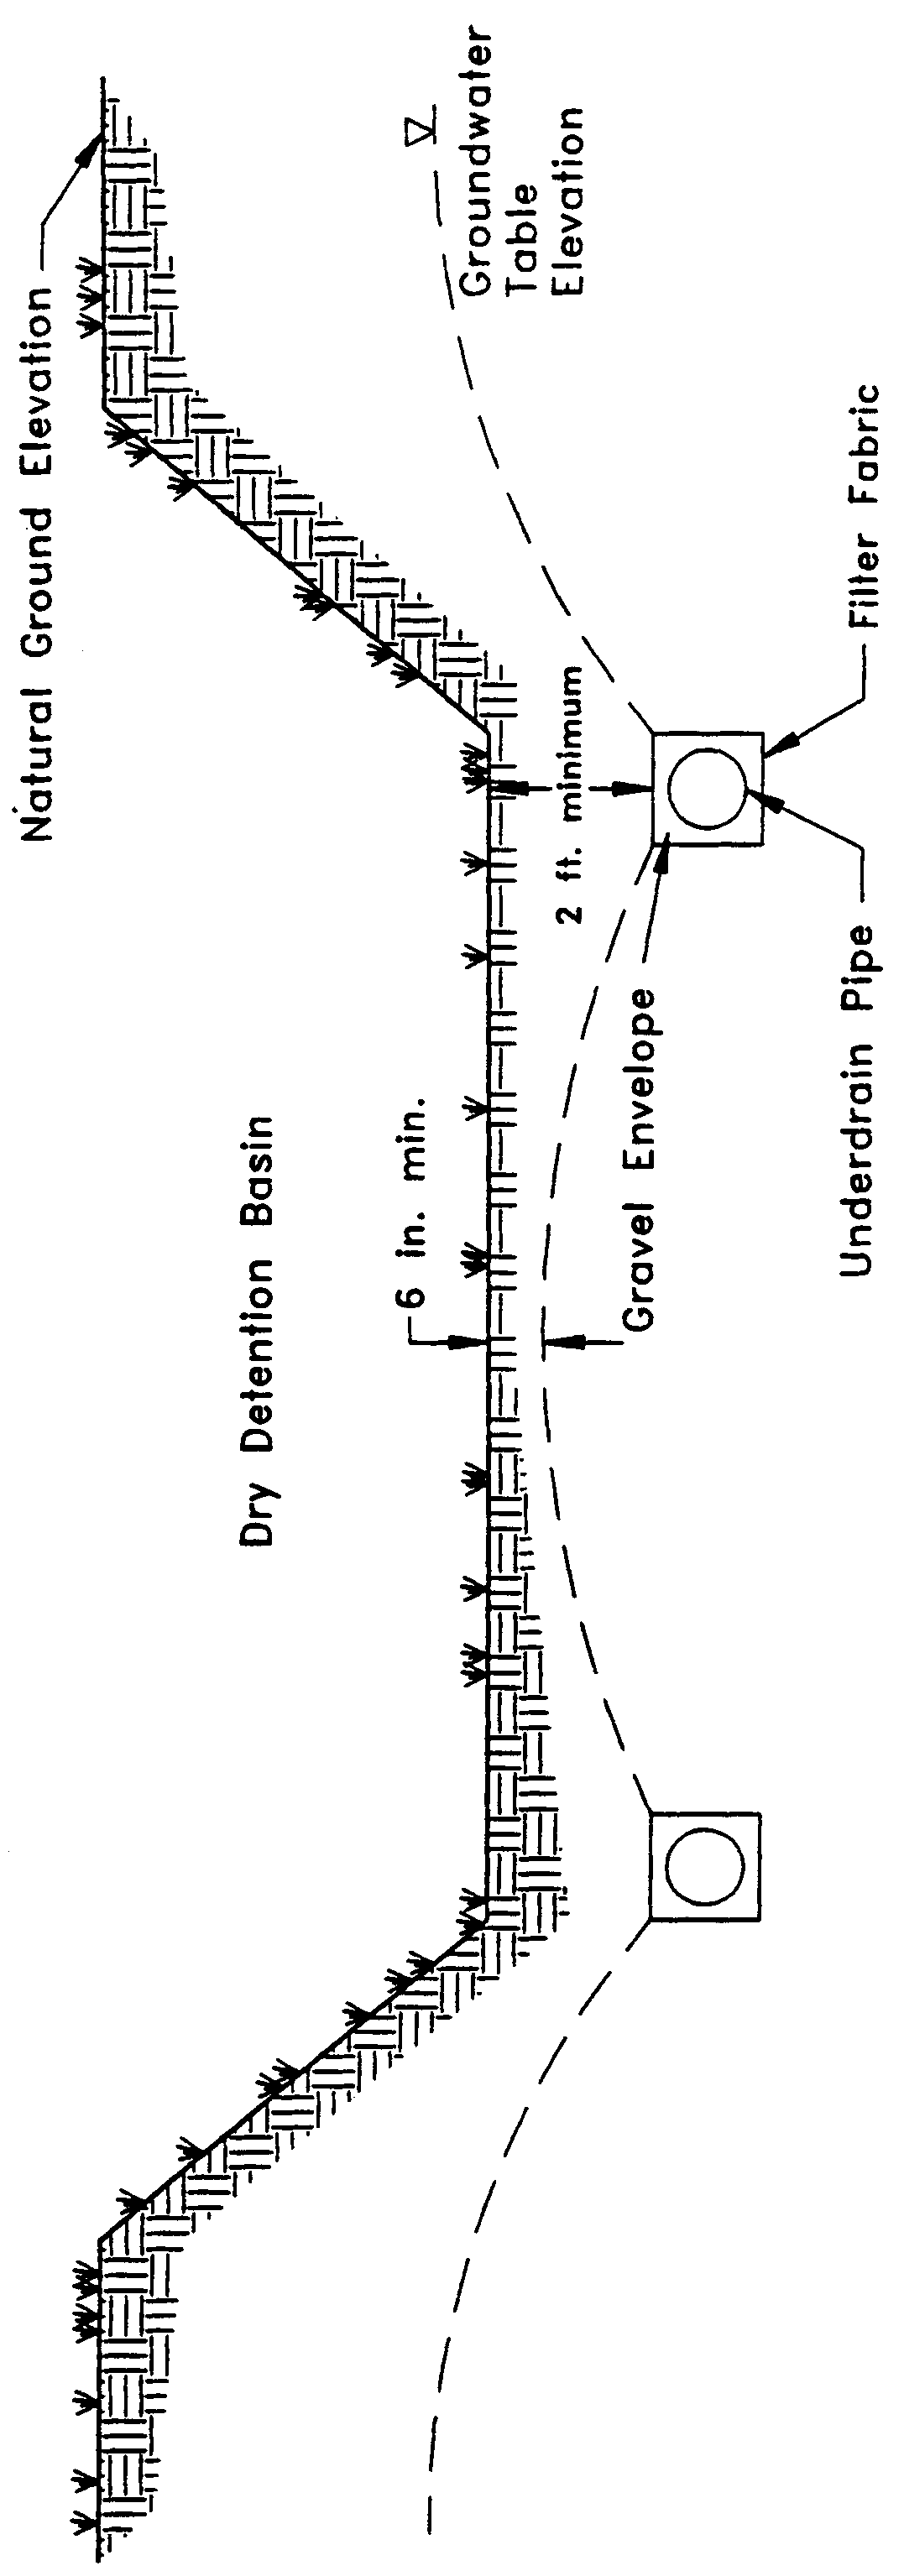 Natural Ground Elevation
Dry Detention Basin
6 in. min.
Groundwater
Table
Elevation
2 ft. minimum
Gravel Envelope
Filter Fabric
Underdrain Pipe